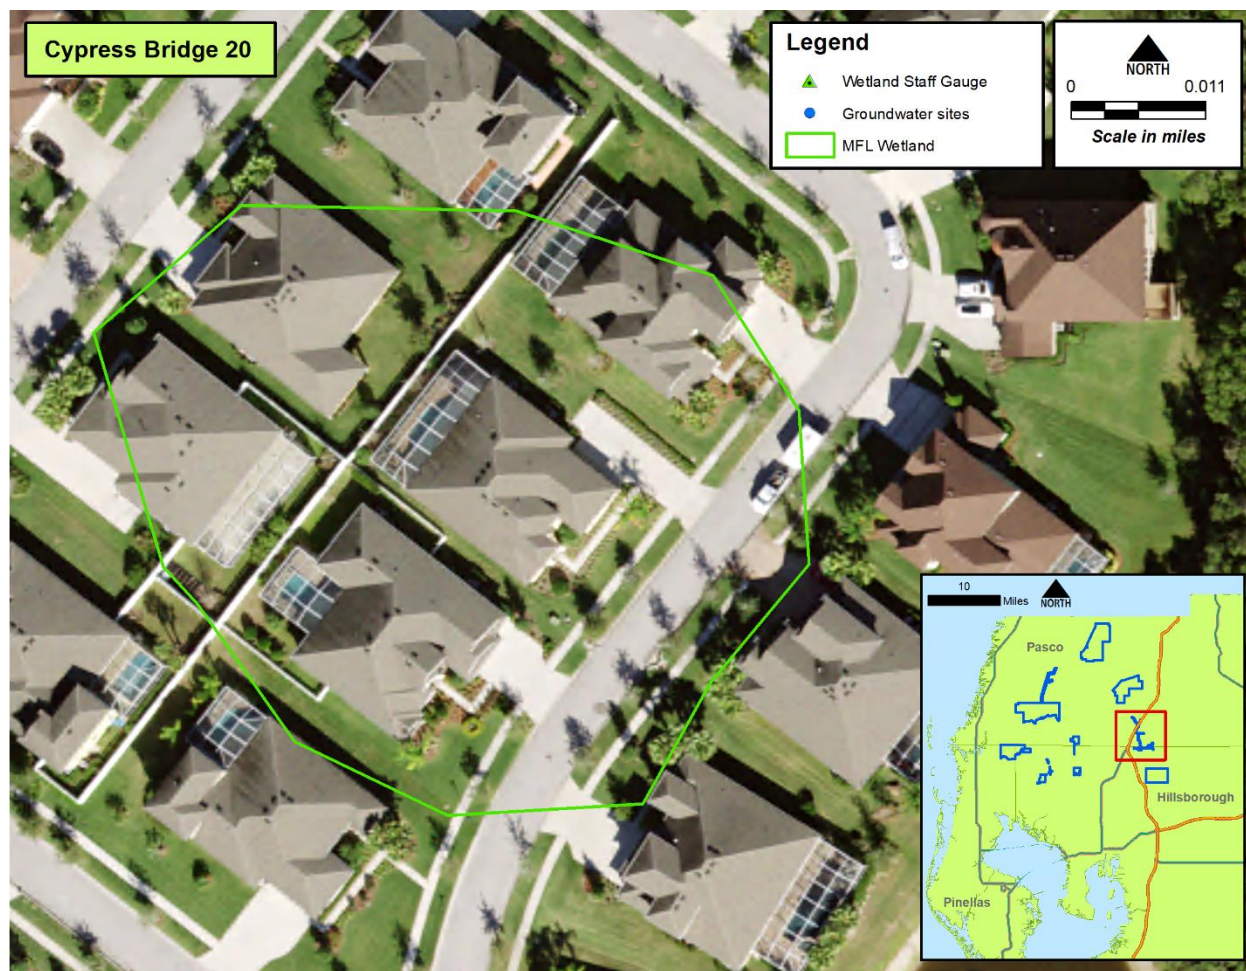 Cypress Bridge 20
Legend
Wetland Staff Gauge
Groundwater sites
MFL Wetland
NORTH
0 0.011
Scale in miles
10
Miles
NORTH
Pasco
Hillsborough
Pinellas